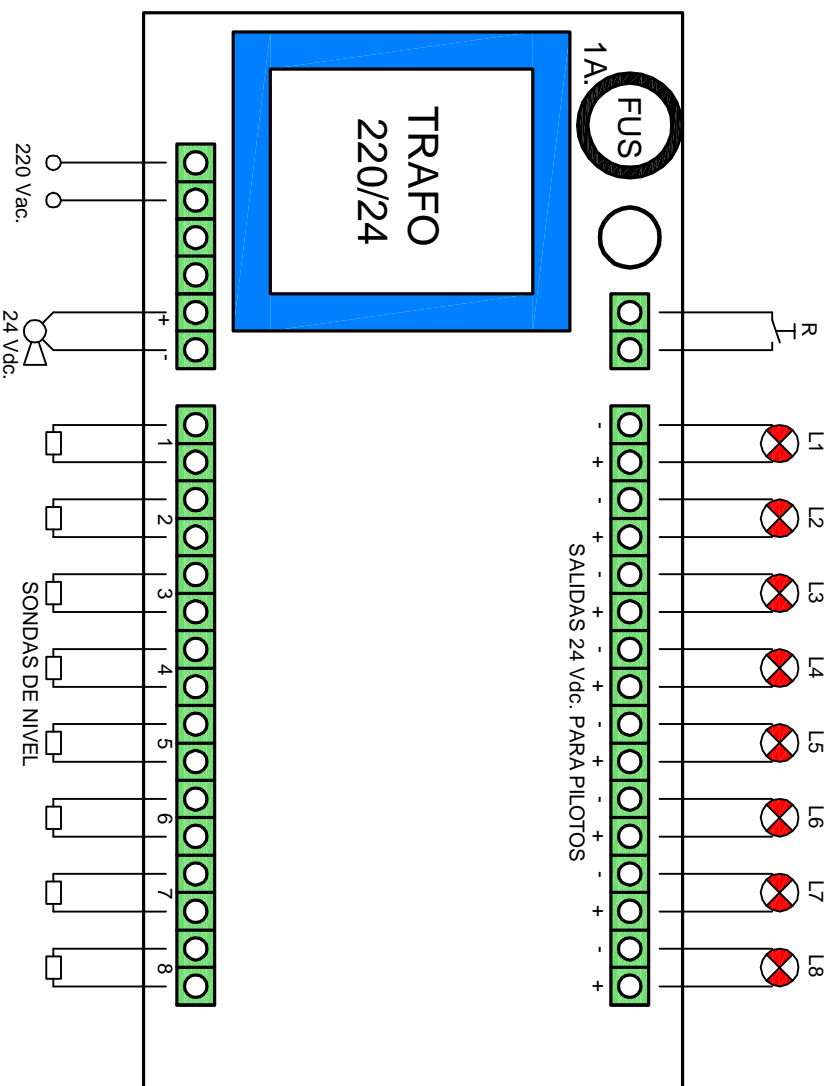 R L1 L2 L3 L4 L5 L6 L7 L8
FUS
1A.
- + - + - + - + - + - + - + - +
SALIDAS 24 Vdc. PARA PILOTOS
TRAFO
220/24
+ - 1 2 3 4 5 6 7 8
220 Vac.
24 Vdc.
SONDAS DE NIVEL